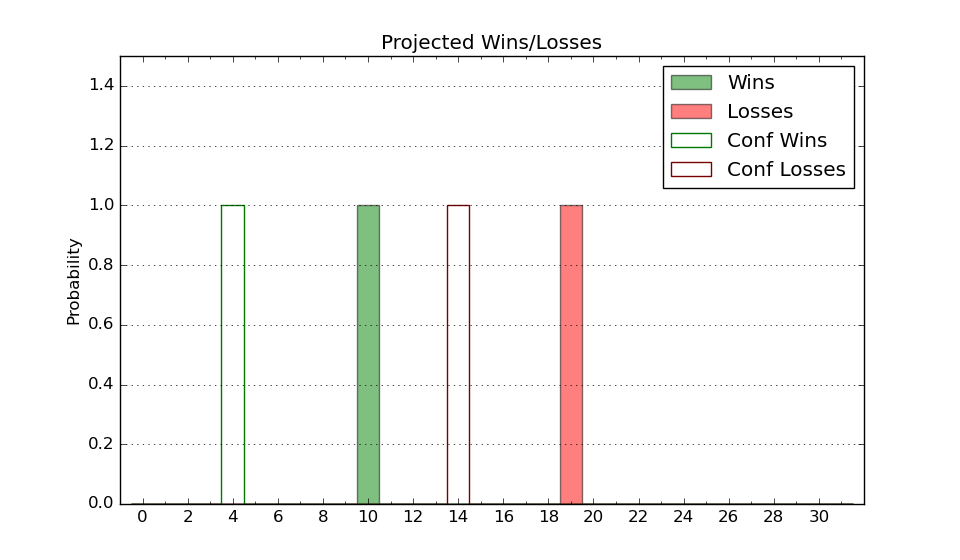 Projected Wins/Losses
Wins
Losses
Conf Wins
Conf Losses
Probability
1.4
1.2
1.0
0.8
0.6
0.4
0.2
0.0
0 2 4 6 8 10 12 14 16 18 20 22 24 26 28 30